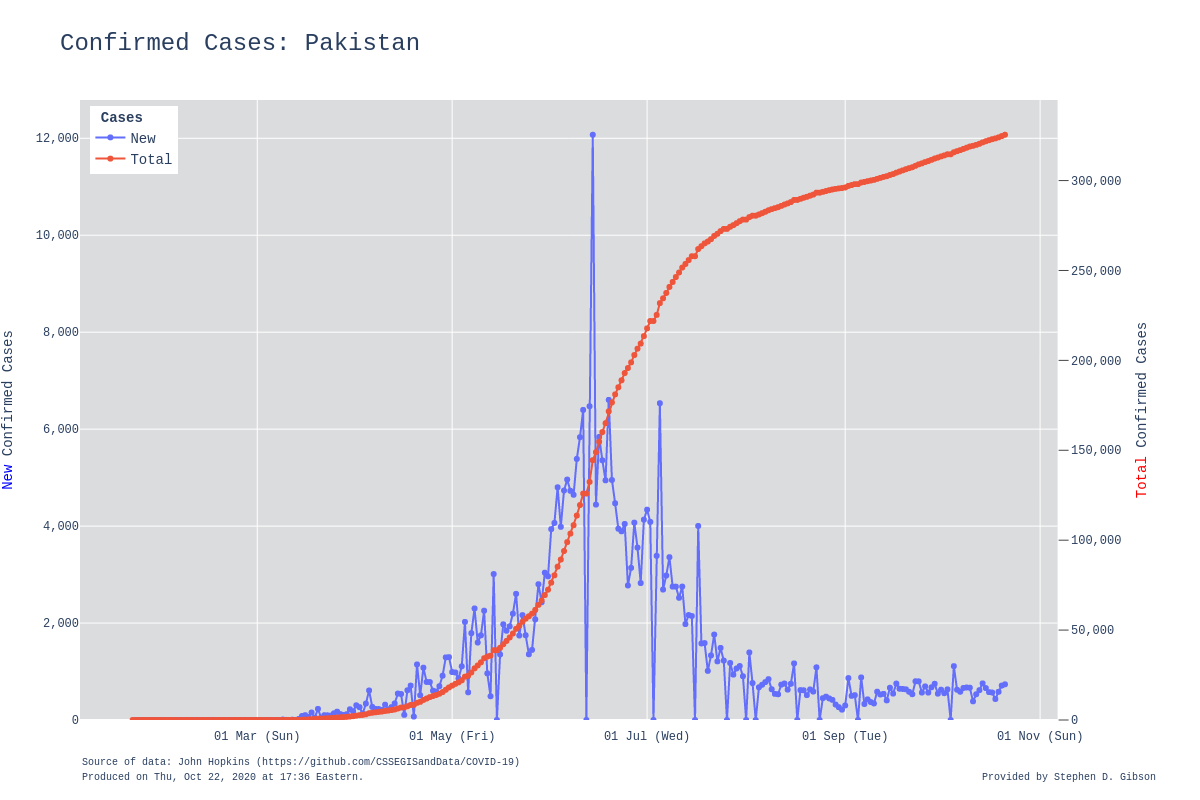 Confirmed Cases: Pakistan
Cases
New
Total
12,000
10,000
8,000
6,000
4,000
2,000
0
New Confirmed Cases
300,000
250,000
200,000
150,000
100,000
50,000
0
Total Confirmed Cases
01 Mar (Sun)
01 May (Fri)
01 Jul (Wed)
01 Sep (Tue)
01 Nov (Sun)
Source of data: John Hopkins (https://github.com/CSSEGISandData/COVID-19)
Produced on Thu, Oct 22, 2020 at 17:36 Eastern.
Provided by Stephen D. Gibson